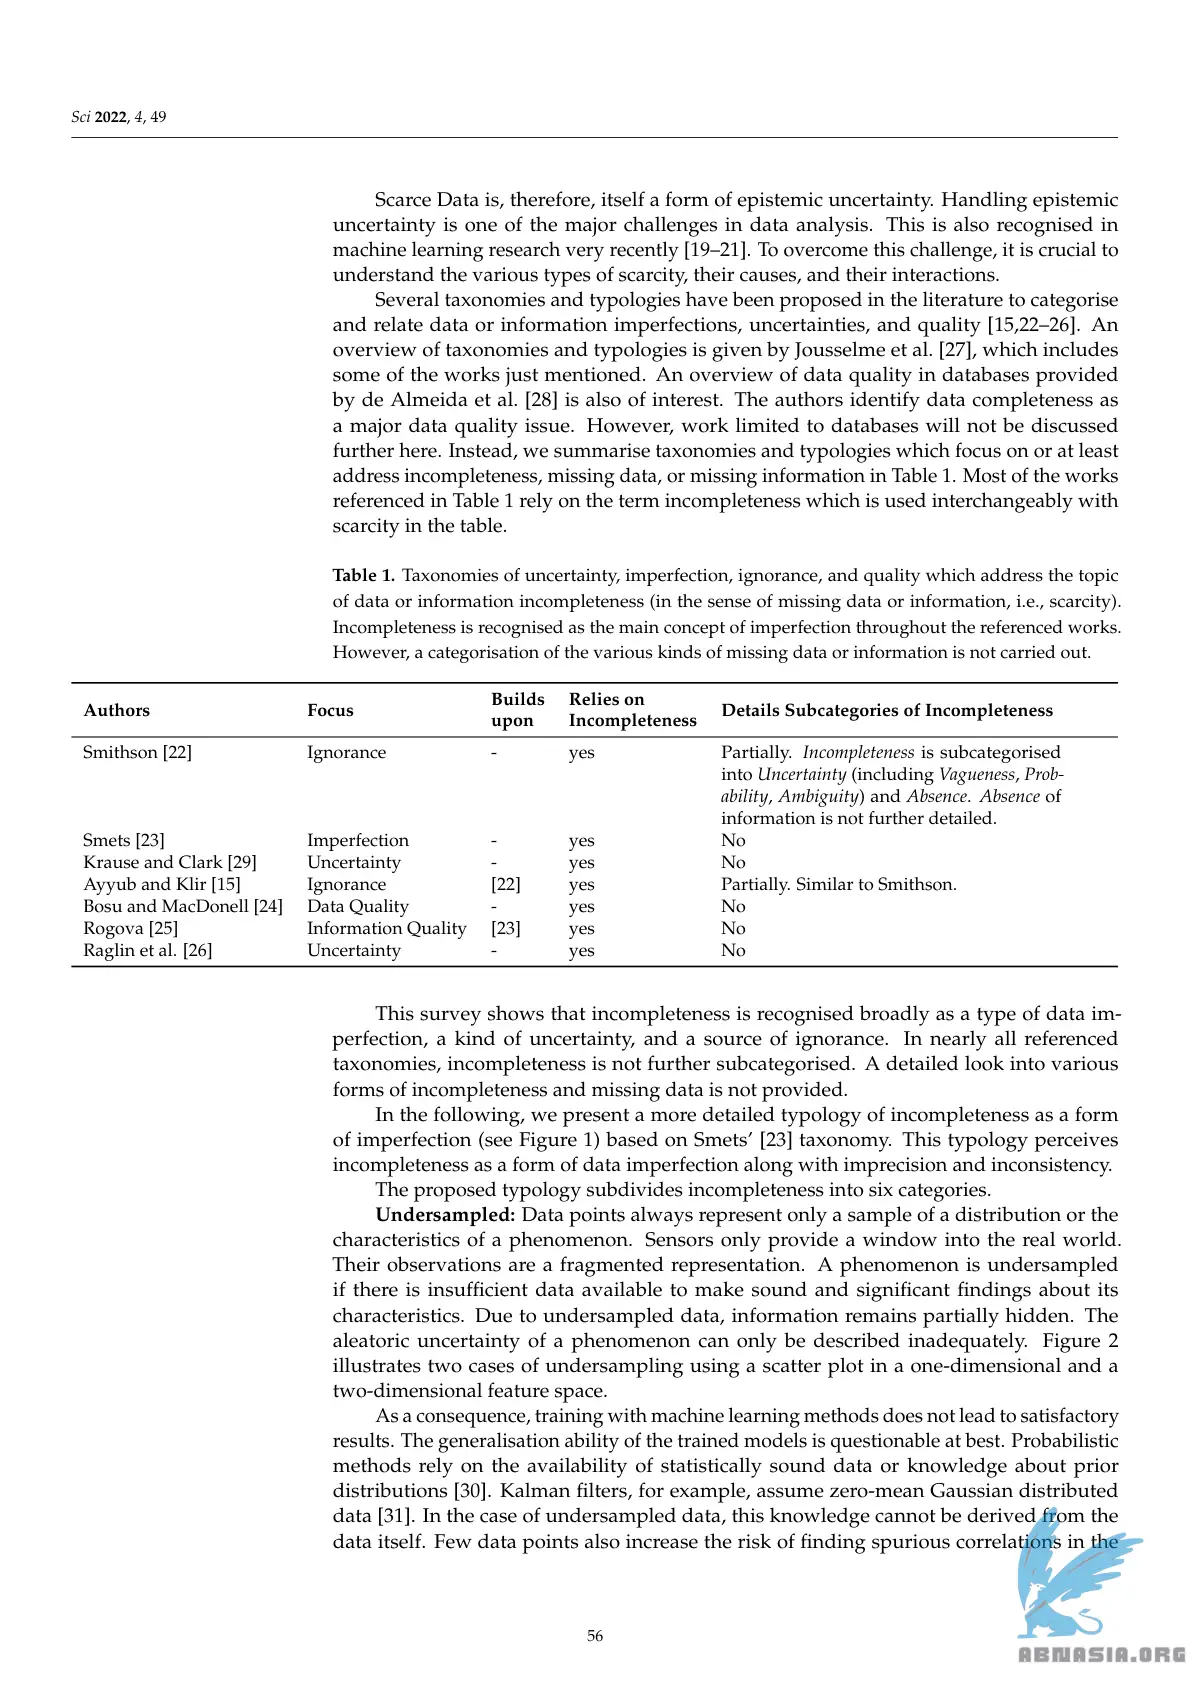 Sci 2022, 4, 49
Scarce Data is, therefore, itself a form of epistemic uncertainty. Handling epistemic
uncertainty is one of the major challenges in data analysis. This is also recognised in
machine learning research very recently [19–21]. To overcome this challenge, it is crucial to
understand the various types of scarcity, their causes, and their interactions.
Several taxonomies and typologies have been proposed in the literature to categorise
and relate data or information imperfections, uncertainties, and quality [15,22–26]. An
overview of taxonomies and typologies is given by Jousselme et al. [27], which includes
some of the works just mentioned. An overview of data quality in databases provided
by de Almeida et al. [28] is also of interest. The authors identify data completeness as
a major data quality issue. However, work limited to databases will not be discussed
further here. Instead, we summarise taxonomies and typologies which focus on or at least
address incompleteness, missing data, or missing information in Table 1. Most of the works
referenced in Table 1 rely on the term incompleteness which is used interchangeably with
scarcity in the table.
Table 1. Taxonomies of uncertainty, imperfection, ignorance, and quality which address the topic
of data or information incompleteness (in the sense of missing data or information, i.e., scarcity).
Incompleteness is recognised as the main concept of imperfection throughout the referenced works.
However, a categorisation of the various kinds of missing data or information is not carried out.
Authors Focus Builds upon Relies on Incompleteness Details Subcategories of Incompleteness
Smithson [22] Ignorance - yes Partially. Incompleteness is subcategorised
into Uncertainty (including Vagueness, Prob-
ability, Ambiguity) and Absence. Absence of
information is not further detailed.
Smets [23] Imperfection - yes No
Krause and Clark [29] Uncertainty - yes No
Ayyub and Klir [15] Ignorance [22] yes Partially. Similar to Smithson.
Bosu and MacDonell [24] Data Quality - yes No
Rogova [25] Information Quality [23] yes No
Raglin et al. [26] Uncertainty - yes No
This survey shows that incompleteness is recognised broadly as a type of data im-
perfection, a kind of uncertainty, and a source of ignorance. In nearly all referenced
taxonomies, incompleteness is not further subcategorised. A detailed look into various
forms of incompleteness and missing data is not provided.
In the following, we present a more detailed typology of incompleteness as a form
of imperfection (see Figure 1) based on Smets’ [23] taxonomy. This typology perceives
incompleteness as a form of data imperfection along with imprecision and inconsistency.
The proposed typology subdivides incompleteness into six categories.
Undersampled: Data points always represent only a sample of a distribution or the
characteristics of a phenomenon. Sensors only provide a window into the real world.
Their observations are a fragmented representation. A phenomenon is undersampled
if there is insufficient data available to make sound and significant findings about its
characteristics. Due to undersampled data, information remains partially hidden. The
aleatoric uncertainty of a phenomenon can only be described inadequately. Figure 2
illustrates two cases of undersampling using a scatter plot in a one-dimensional and a
two-dimensional feature space.
As a consequence, training with machine learning methods does not lead to satisfactory
results. The generalisation ability of the trained models is questionable at best. Probabilistic
methods rely on the availability of statistically sound data or knowledge about prior
distributions [30]. Kalman filters, for example, assume zero-mean Gaussian distributed
data [31]. In the case of undersampled data, this knowledge cannot be derived from the
data itself. Few data points also increase the risk of finding spurious correlations in the
56
ABNASIA.ORG